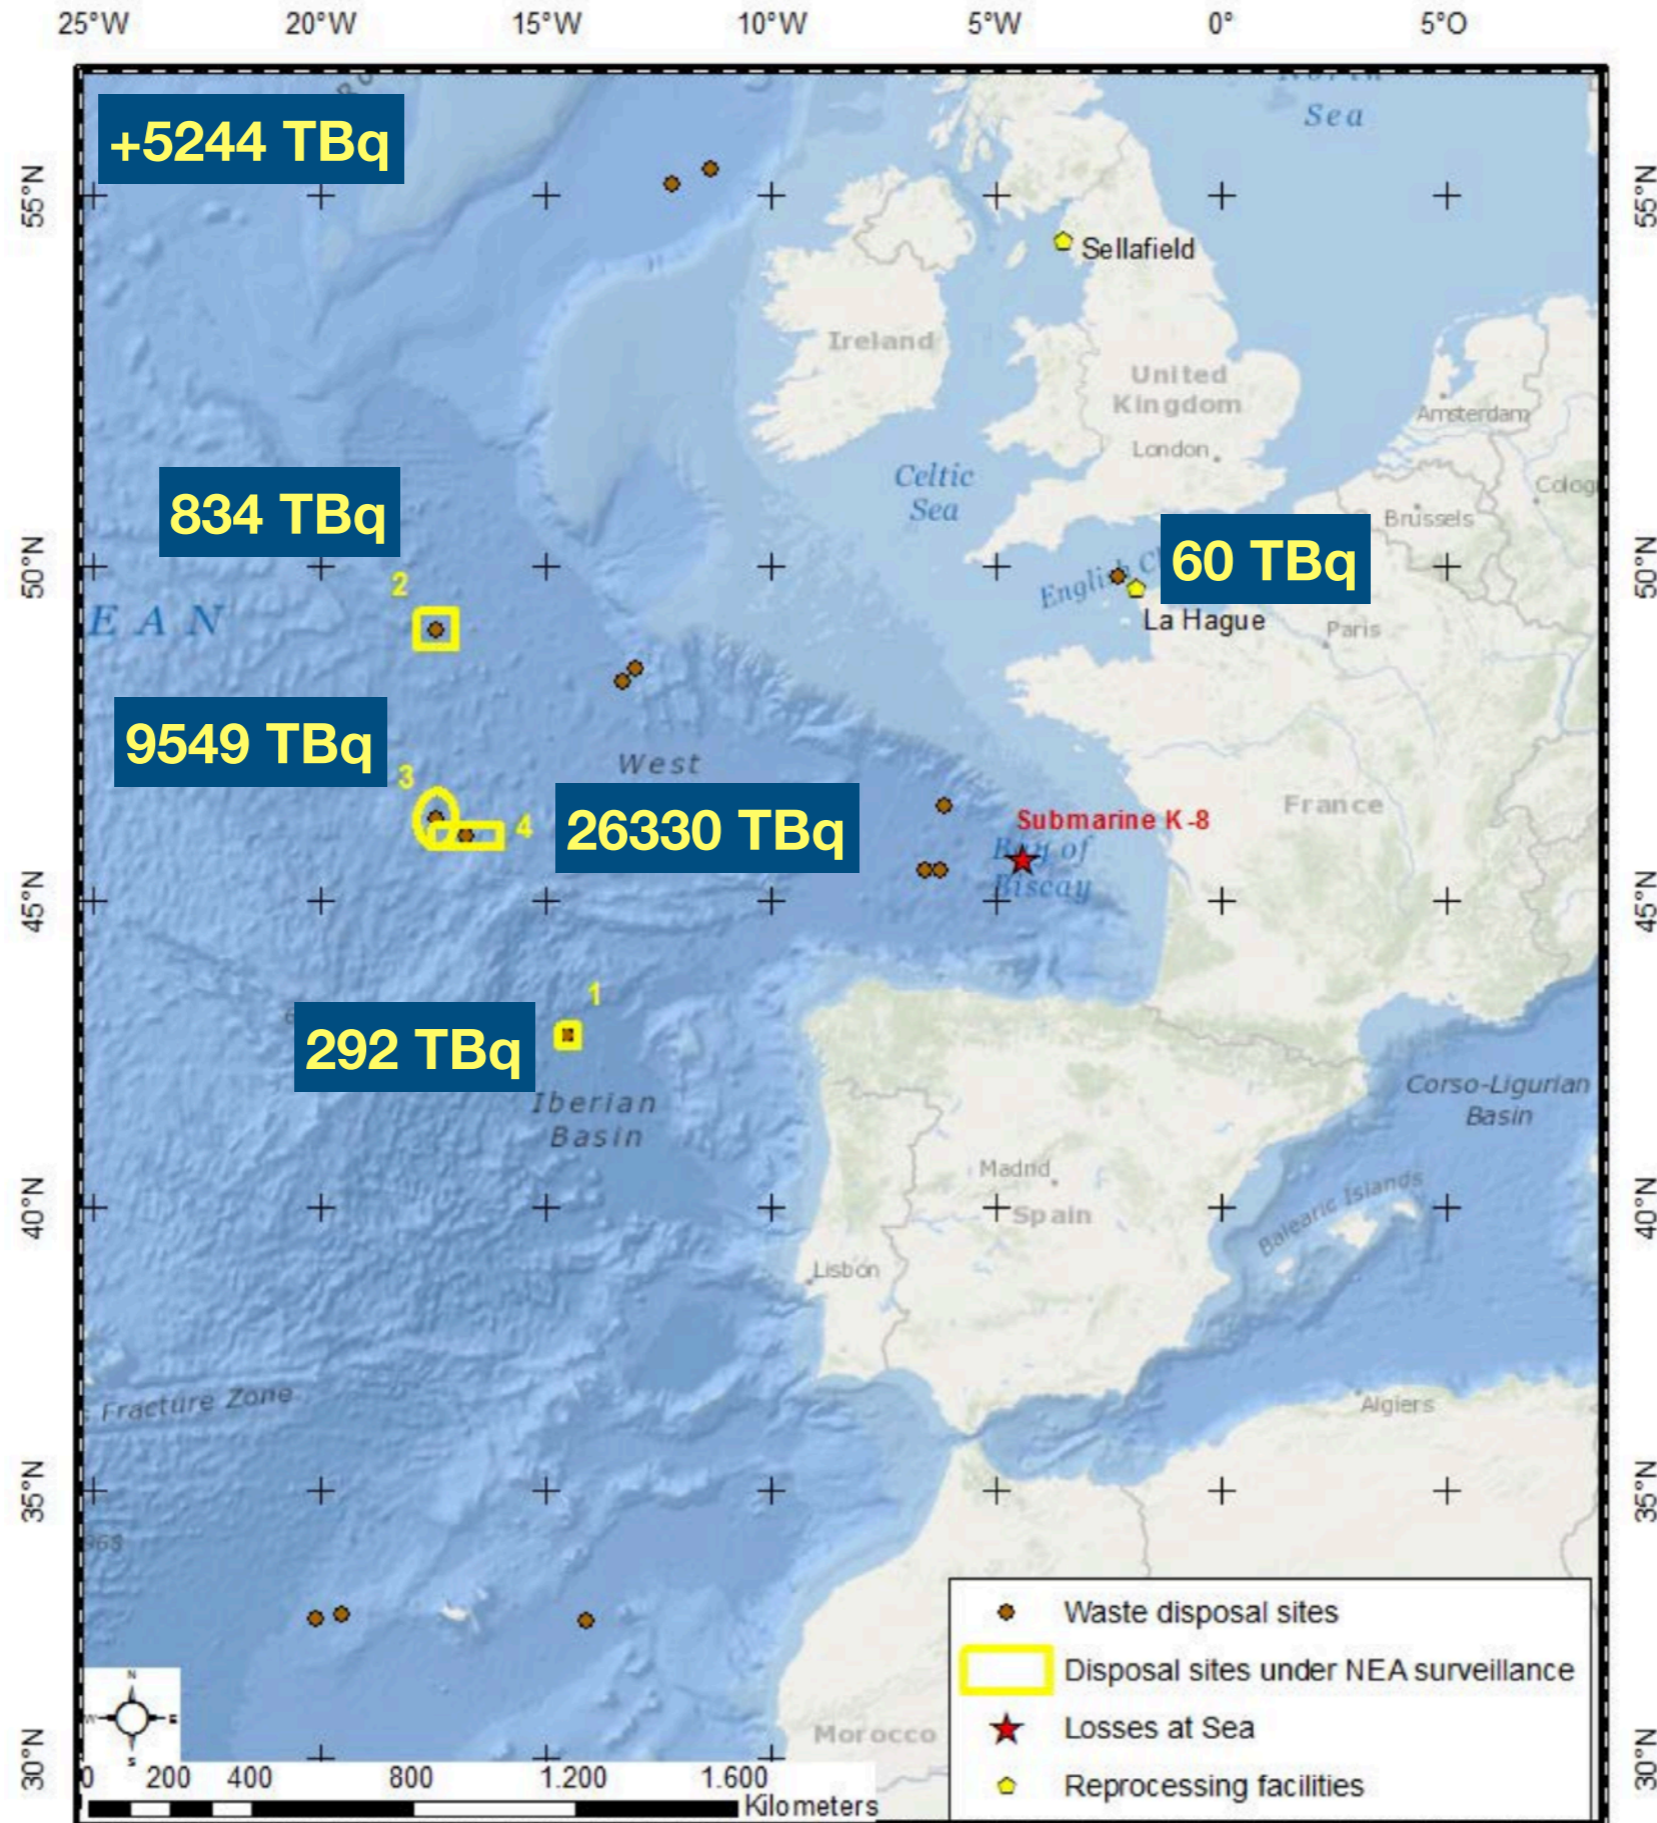 25°W 20°W 15°W 10°W 5°W 0° 5°O
Sea
+5244 TBq
55°N
55°N
Sellafield
Ireland
United
Kingdom
Amsterdam
London
Celtic
Sea
834 TBq
Brussels
50°N
60 TBq
50°N
2
English
E A N
La Hague
Paris
9549 TBq
West
3
26330 TBq
4
France
Submarine K-8
Bay of
Biscay
45°N
45°N
1
292 TBq
Iberian
Basin
Corso-Ligurian
Basin
Madrid
Spain
Balearic Islands
40°N
40°N
Lisbon
Fracture Zone
Algiers
35°N
35°N
Waste disposal sites
Disposal sites under NEA surveillance
Losses at Sea
Reprocessing facilities
Morocco
N
W E
S
30°N
30°N
0 200 400 800 1.200 1.600
Kilometers